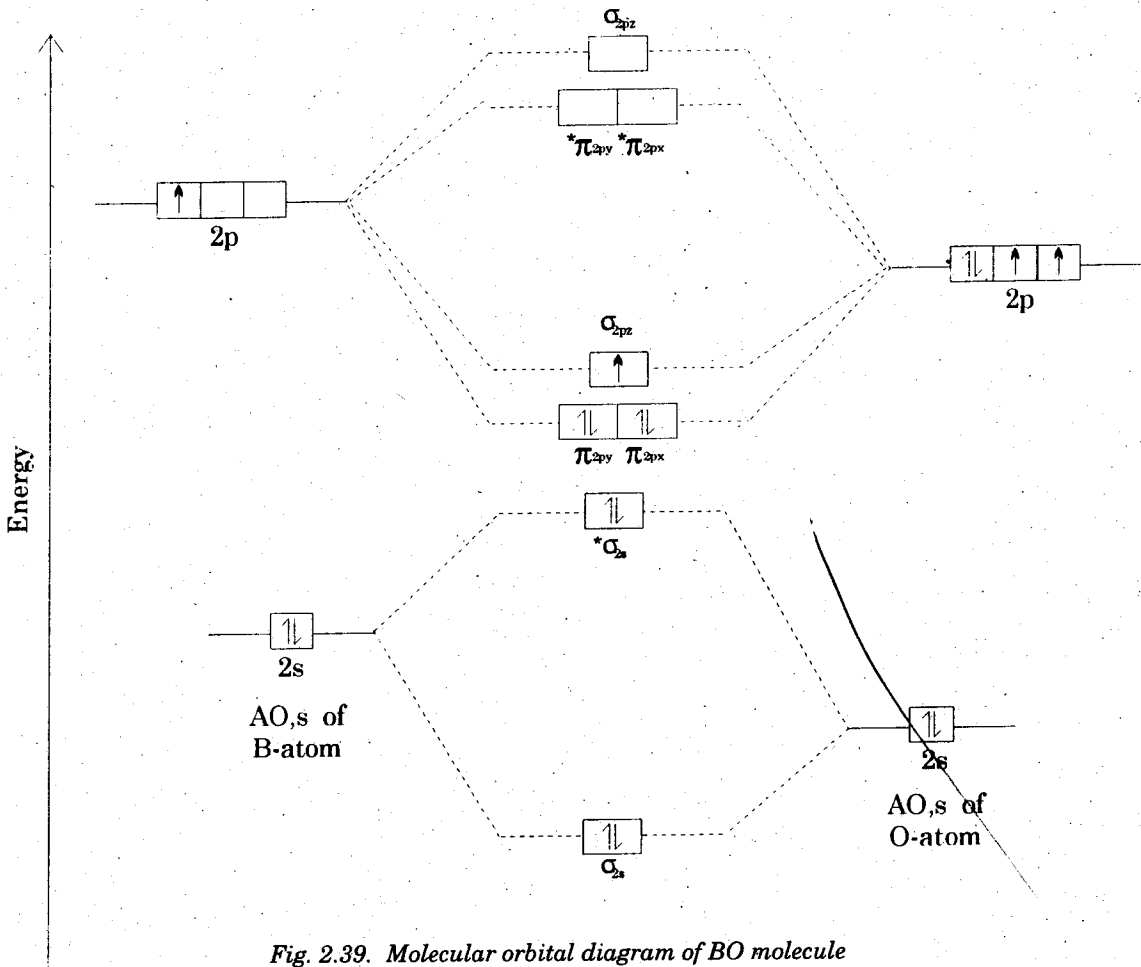 σ2pz
*π2py *π2px
2p
2p
σ2pz
π2py π2px
Energy
*σ2s
2s
AO,s of
B-atom
2s
AO,s of
O-atom
σ2s
Fig. 2.39. Molecular orbital diagram of BO molecule